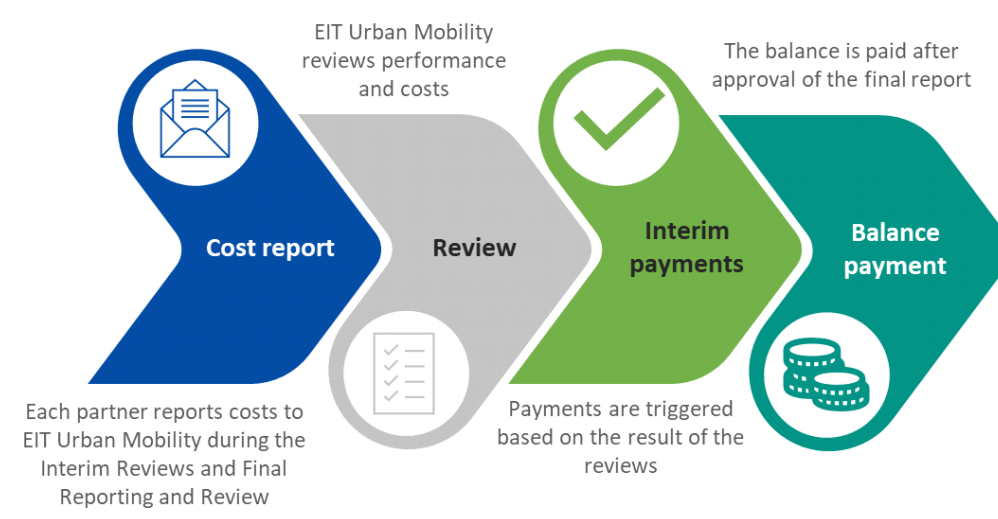 EIT Urban Mobility
reviews performance
and costs
The balance is paid after
approval of the final report
Cost report
Review
Interim
payments
Balance
payment
Each partner reports costs to
EIT Urban Mobility during the
Interim Reviews and Final
Reporting and Review
Payments are triggered
based on the result of the
reviews